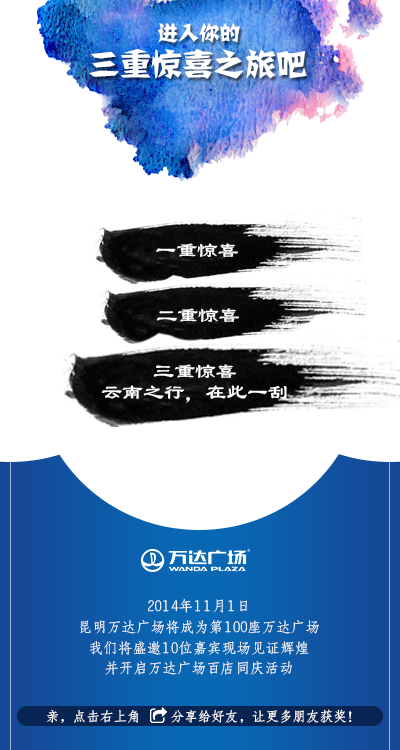 进入你的
三重惊喜之旅吧
一重惊喜
二重惊喜
三重惊喜
云南之行，在此一刮
万达广场
WANDA PLAZA
2014年11月1日
昆明万达广场将成为第100座万达广场
我们将盛邀10位嘉宾现场见证辉煌
并开启万达广场百店同庆活动
亲，点击右上角 分享给好友，让更多朋友获奖!